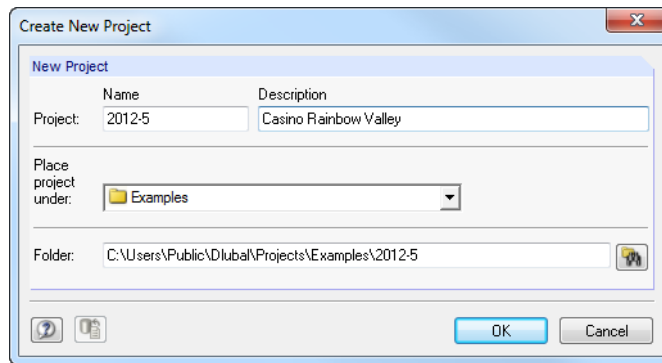 Create New Project
New Project
Name Description
Project: 2012-5 Casino Rainbow Valley
Place
project
under: Examples
Folder: C:\Users\Public\Dlubal\Projects\Examples\2012-5
OK Cancel